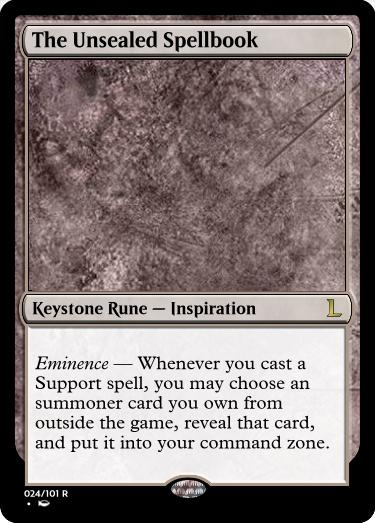 The Unsealed Spellbook
Keystone Rune — Inspiration
L
Eminence — Whenever you cast a
Support spell, you may choose an
summoner card you own from
outside the game, reveal that card,
and put it into your command zone.
024/101 R
•